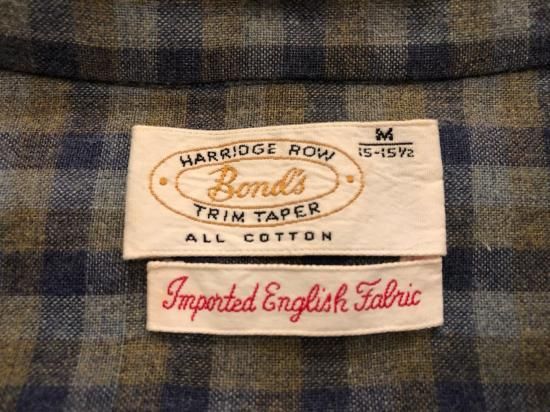 HARRIDGE ROW
Bond's
TRIM TAPER
ALL COTTON
M
15-15½
Imported English Fabric